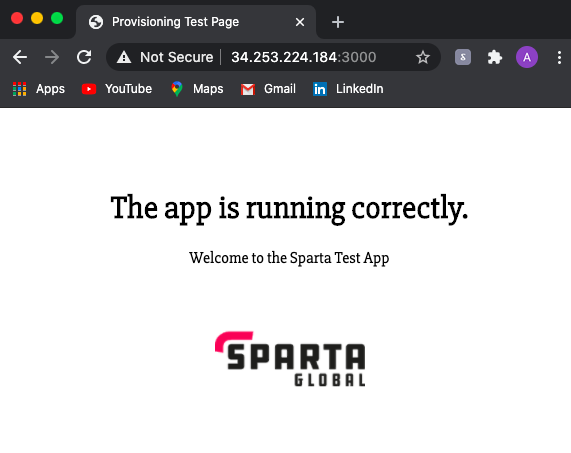 Provisioning Test Page
Not Secure | 34.253.224.184:3000
A
Apps YouTube Maps Gmail LinkedIn
The app is running correctly.
Welcome to the Sparta Test App
SPARTA
GLOBAL